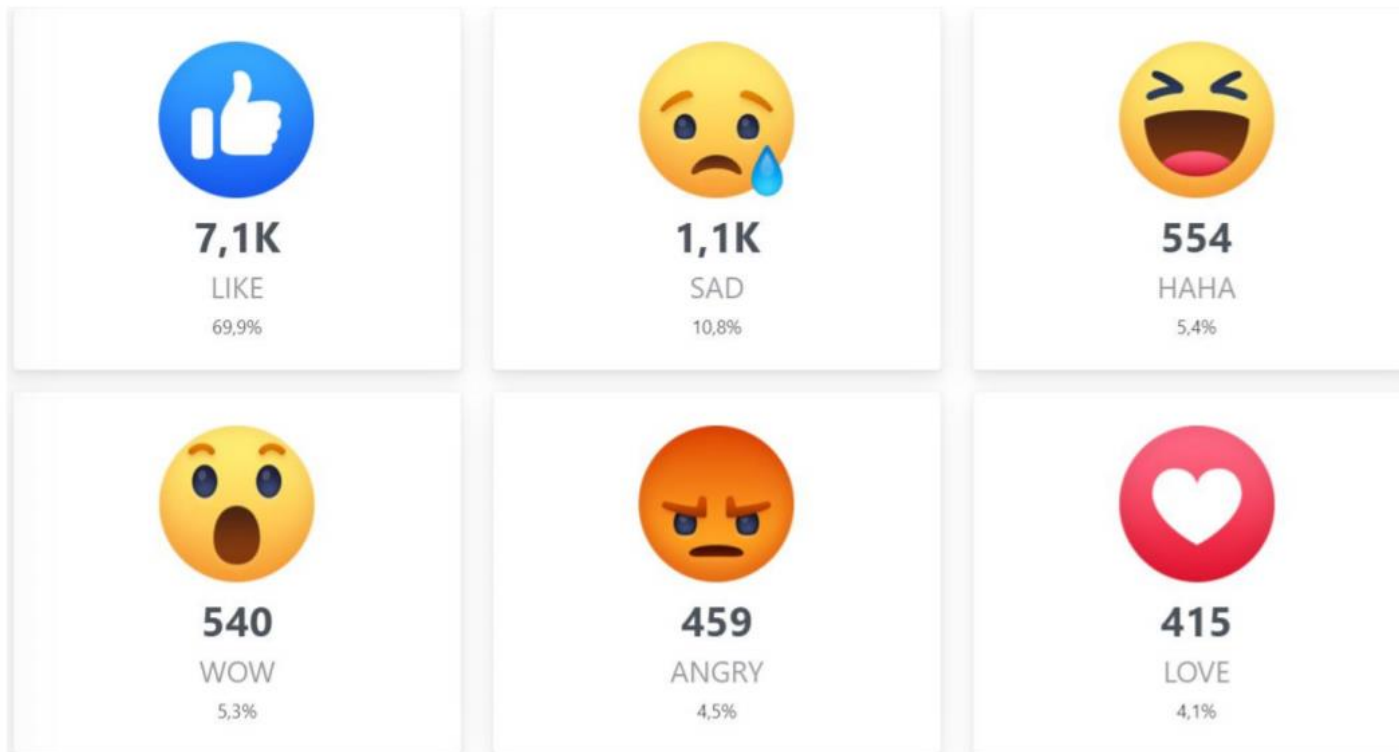 7,1K
LIKE
69,9%
1,1K
SAD
10,8%
554
HAHA
5,4%
540
WOW
5,3%
459
ANGRY
4,5%
415
LOVE
4,1%